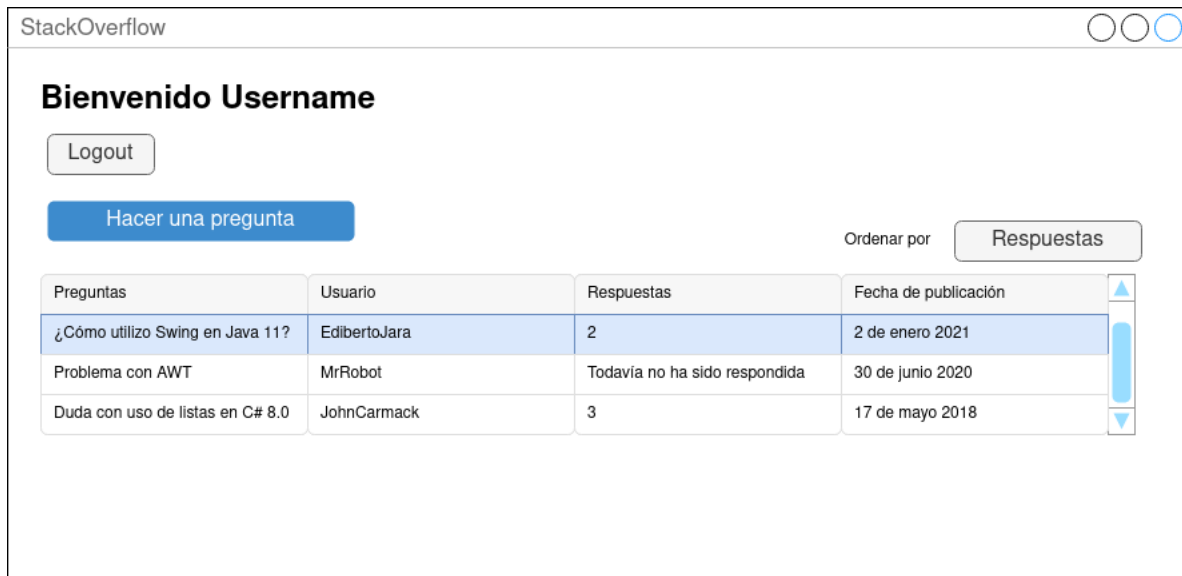 StackOverflow
Bienvenido Username
Logout
Hacer una pregunta
Ordenar por Respuestas
Preguntas Usuario Respuestas Fecha de publicación
¿Cómo utilizo Swing en Java 11? EdibertoJara 2 2 de enero 2021
Problema con AWT MrRobot Todavía no ha sido respondida 30 de junio 2020
Duda con uso de listas en C# 8.0 JohnCarmack 3 17 de mayo 2018